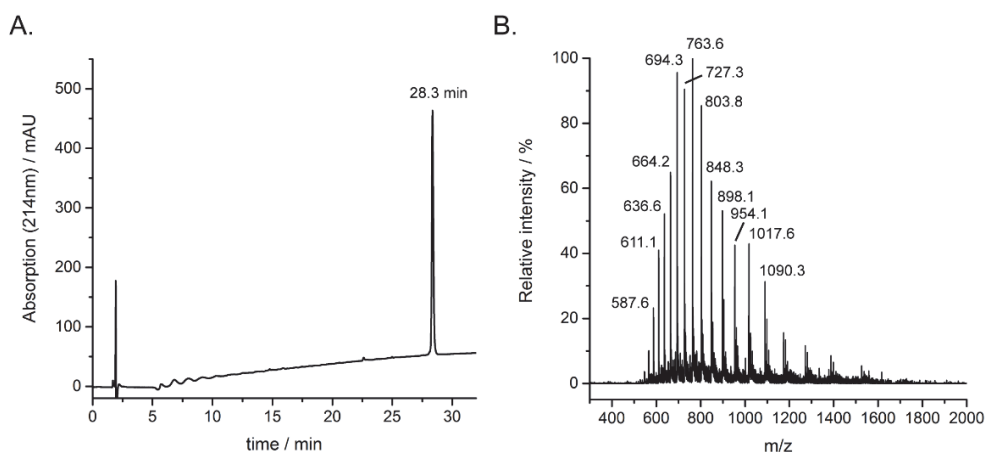 A.
500
400
300
200
100
0
Absorption (214nm) / mAU
28.3 min
0 5 10 15 20 25 30
time / min
B.
100
80
60
40
20
0
Relative intensity / %
763.6
694.3
727.3
803.8
664.2
848.3
636.6
898.1
954.1
611.1
1017.6
1090.3
587.6
400 600 800 1000 1200 1400 1600 1800 2000
m/z